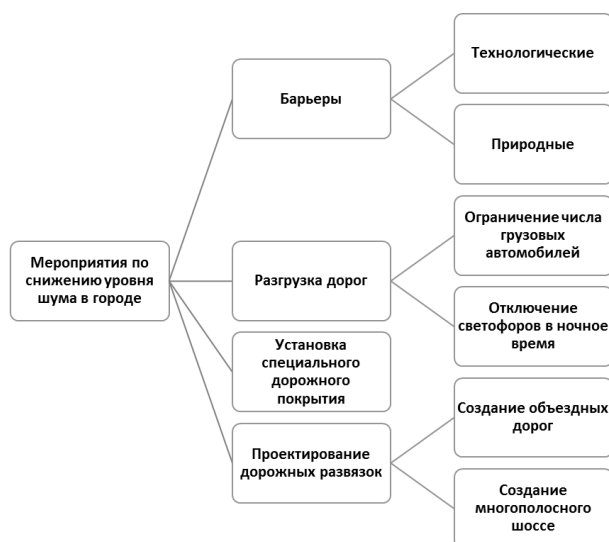 Мероприятия по
снижению уровня
шума в городе
Барьеры
Технологические
Природные
Разгрузка дорог
Ограничение числа
грузовых
автомобилей
Отключение
светофоров в ночное
время
Установка
специального
дорожного
покрытия
Проектирование
дорожных развязок
Создание объездных
дорог
Создание
многополосного
шоссе